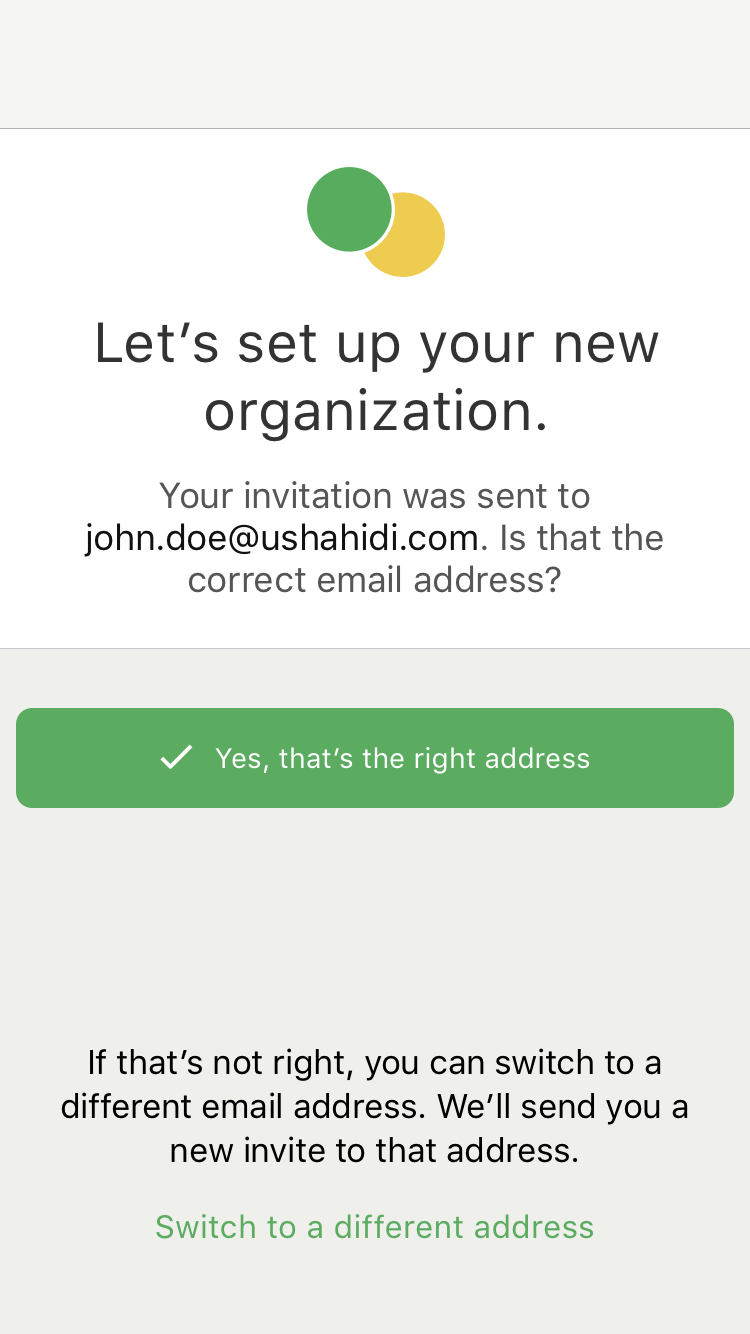 Let’s set up your new
organization.
Your invitation was sent to
john.doe@ushahidi.com. Is that the
correct email address?
Yes, that’s the right address
If that’s not right, you can switch to a
different email address. We’ll send you a
new invite to that address.
Switch to a different address